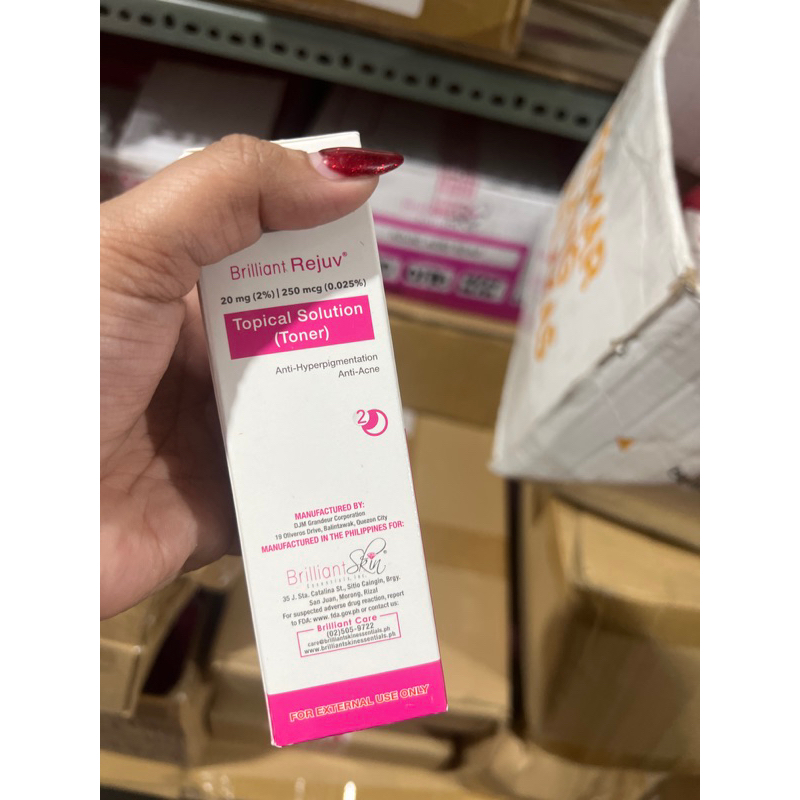 Brilliant Rejuv®
20 mg (2%) | 250 mcg (0.025%)
Topical Solution
(Toner)
Anti-Hyperpigmentation
Anti-Acne
2
MANUFACTURED BY:
DJM Grandeur Corporation
19 Oliveros Drive, Balintawak, Quezon City
MANUFACTURED IN THE PHILIPPINES FOR:
Brilliant Skin®
Essentials, Inc.
35 J. Sta. Catalina St., Sitio Caingin, Brgy.
San Juan, Morong, Rizal
For suspected adverse drug reaction, report
to FDA: www. fda.gov.ph or contact us:
Brilliant Care
(02)505-9722
care@brilliantskinessentials.ph
www.brilliantskinessentials.ph
FOR EXTERNAL USE ONLY